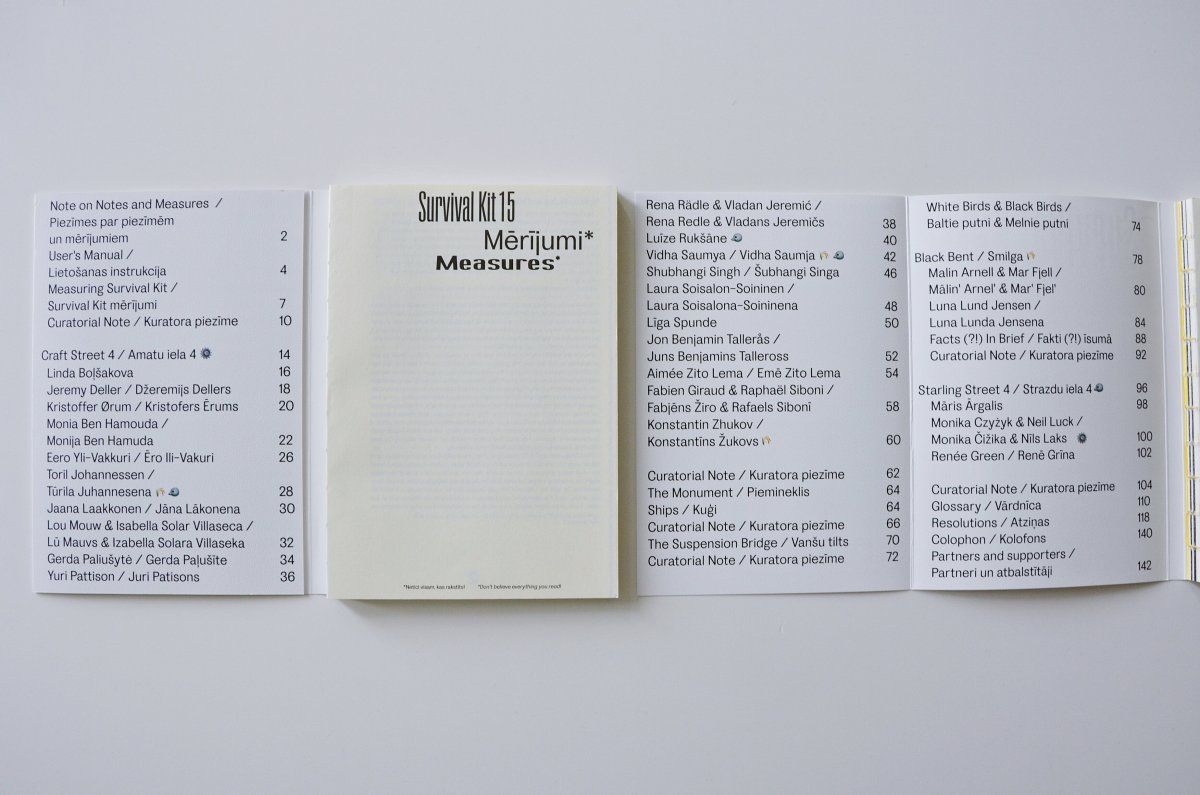 Note on Notes and Measures /
Piezīmes par piezīmēm
un mērījumiem 2
User's Manual /
Lietošanas instrukcija 4
Measuring Survival Kit /
Survival Kit mērījumi 7
Curatorial Note / Kuratora piezīme 10
Craft Street 4 / Amatu iela 4 14
Linda Boļšakova 16
Jeremy Deller / Džeremijs Dellers 18
Kristoffer Ørum / Kristofers Ērums 20
Monia Ben Hamouda /
Monija Ben Hamuda 22
Eero Yli-Vakkuri / Ēro Ili-Vakuri 26
Toril Johannessen /
Tūrila Juhannesena 28
Jaana Laakkonen / Jāna Lākonena 30
Lou Mouw & Isabella Solar Villaseca /
Lū Mauvs & Izabella Solara Villaseka 32
Gerda Paliušytė / Gerda Paļušīte 34
Yuri Pattison / Juri Patisons 36
Survival Kit 15
Mērījumi*
Measures*
*Netici visam, kas rakstīts! *Don't believe everything you read!
Rena Rädle & Vladan Jeremić /
Rena Redle & Vladans Jeremičs 38
Luīze Rukšāne 40
Vidha Saumya / Vidha Saumja 42
Shubhangi Singh / Šubhangi Singa 46
Laura Soisalon-Soininen /
Laura Soisalona-Soininena 48
Līga Spunde 50
Jon Benjamin Tallerås /
Juns Benjamins Talleross 52
Aimée Zito Lema / Emē Zito Lema 54
Fabien Giraud & Raphaël Siboni /
Fabjēns Žiro & Rafaels Sibonī 58
Konstantin Zhukov /
Konstantīns Žukovs 60
Curatorial Note / Kuratora piezīme 62
The Monument / Piemineklis 64
Ships / Kuģi 64
Curatorial Note / Kuratora piezīme 66
The Suspension Bridge / Vanšu tilts 70
Curatorial Note / Kuratora piezīme 72
White Birds & Black Birds /
Baltie putni & Melnie putni 74
Black Bent / Smilga 78
Malin Arnell & Mar Fjell /
Mālin' Arnel' & Mar' Fjel' 80
Luna Lund Jensen /
Luna Lunda Jensena 84
Facts (?!) In Brief / Fakti (?!) īsumā 88
Curatorial Note / Kuratora piezīme 92
Starling Street 4 / Strazdu iela 4 96
Māris Ārgalis 98
Monika Czyżyk & Neil Luck /
Monika Čižika & Nīls Laks 100
Renée Green / Renē Grīna 102
Curatorial Note / Kuratora piezīme 104
Glossary / Vārdnīca 110
Resolutions / Atziņas 118
Colophon / Kolofons 140
Partners and supporters /
Partneri un atbalstītāji 142